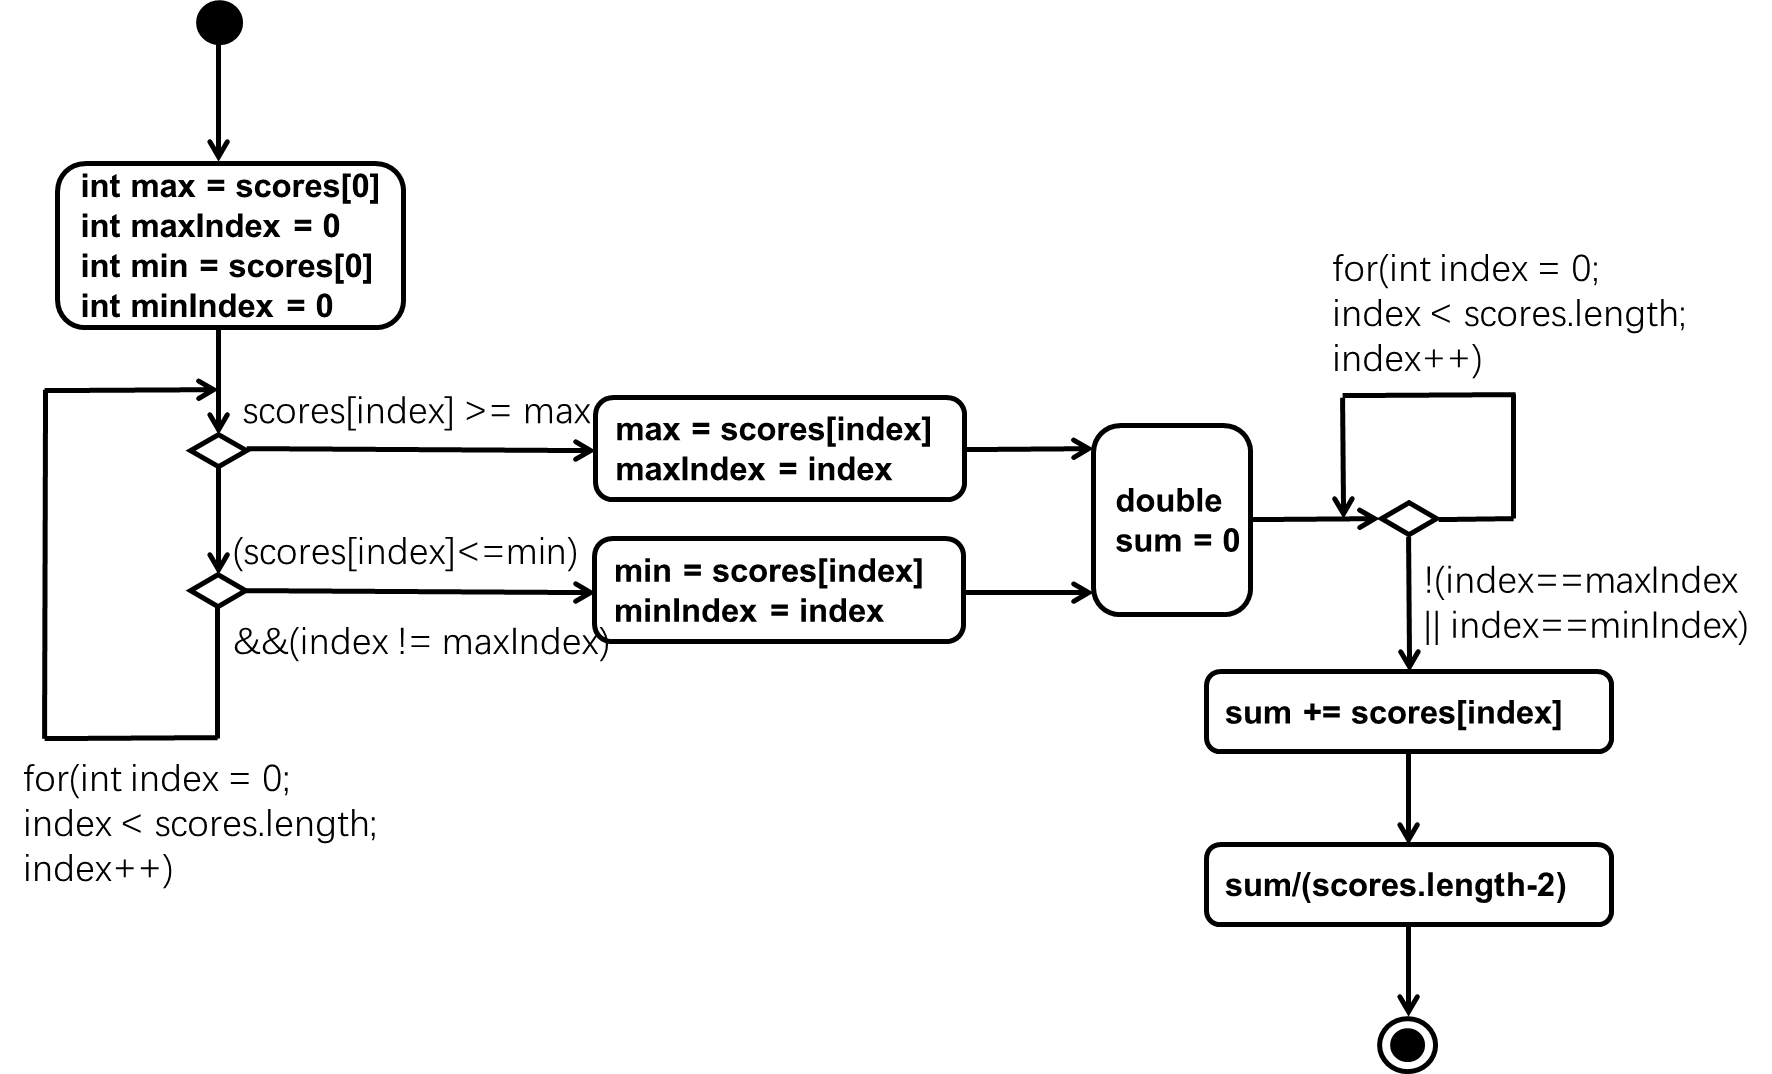 int max = scores[0]
int maxIndex = 0
int min = scores[0]
int minIndex = 0
scores[index] >= max
max = scores[index]
maxIndex = index
(scores[index]<=min)
&&(index != maxIndex)
min = scores[index]
minIndex = index
for(int index = 0;
index < scores.length;
index++)
double
sum = 0
for(int index = 0;
index < scores.length;
index++)
!(index==maxIndex
|| index==minIndex)
sum += scores[index]
sum/(scores.length-2)